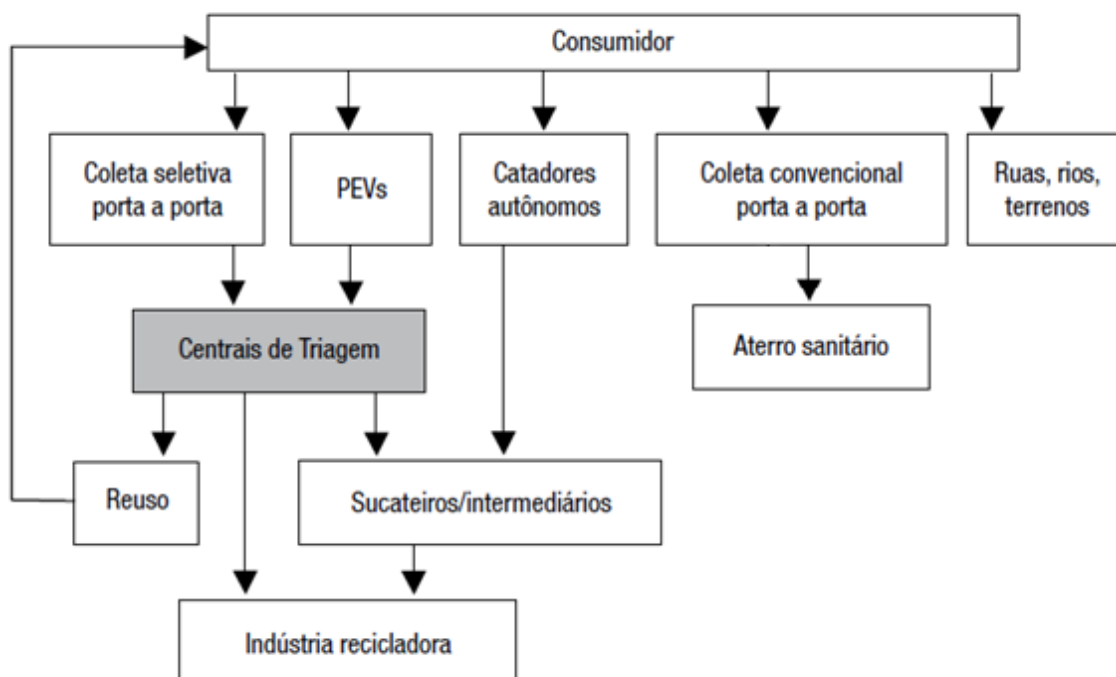 Consumidor
Coleta seletiva
porta a porta
PEVs
Catadores
autônomos
Coleta convencional
porta a porta
Ruas, rios,
terrenos
Centrais de Triagem
Aterro sanitário
Reuso
Sucateiros/intermediários
Indústria recicladora